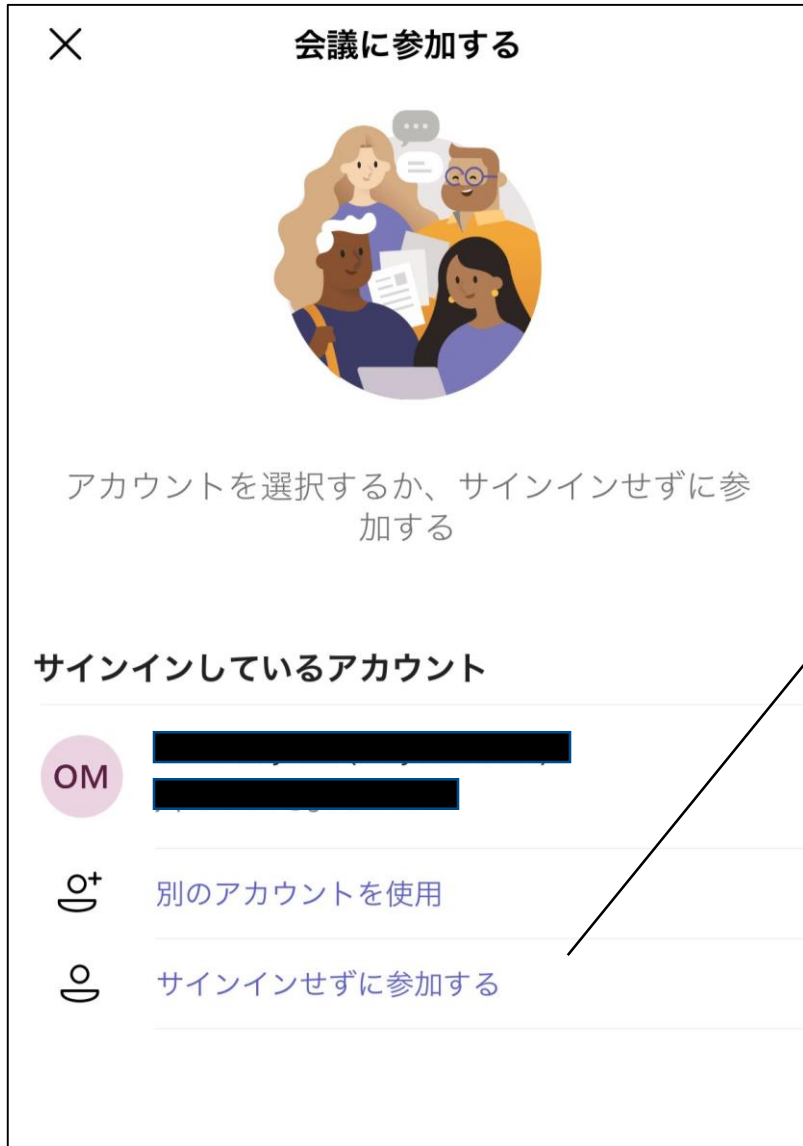 会議に参加する
アカウントを選択するか、サインインせずに参
加する
サインインしているアカウント
OM
別のアカウントを使用
サインインせずに参加する